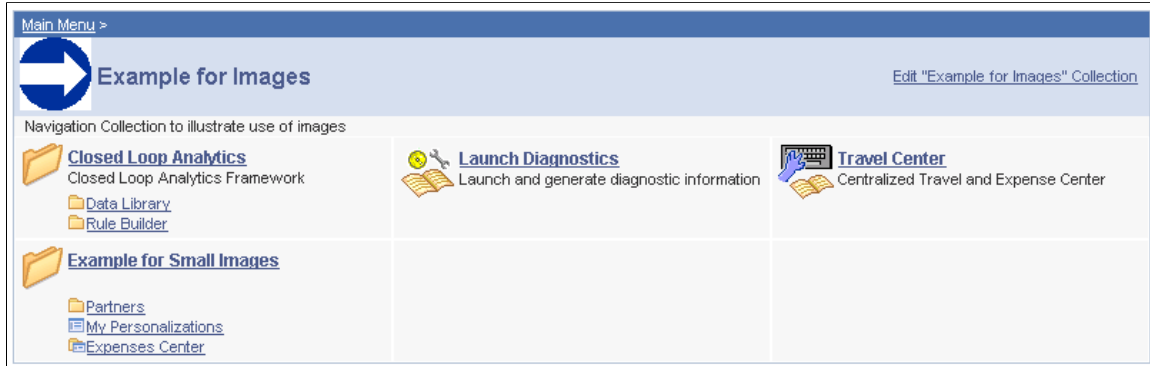 Main Menu >
Example for Images
Edit "Example for Images" Collection
Navigation Collection to illustrate use of images
Closed Loop Analytics
Closed Loop Analytics Framework
Data Library
Rule Builder
Launch Diagnostics
Launch and generate diagnostic information
Travel Center
Centralized Travel and Expense Center
Example for Small Images
Partners
My Personalizations
Expenses Center